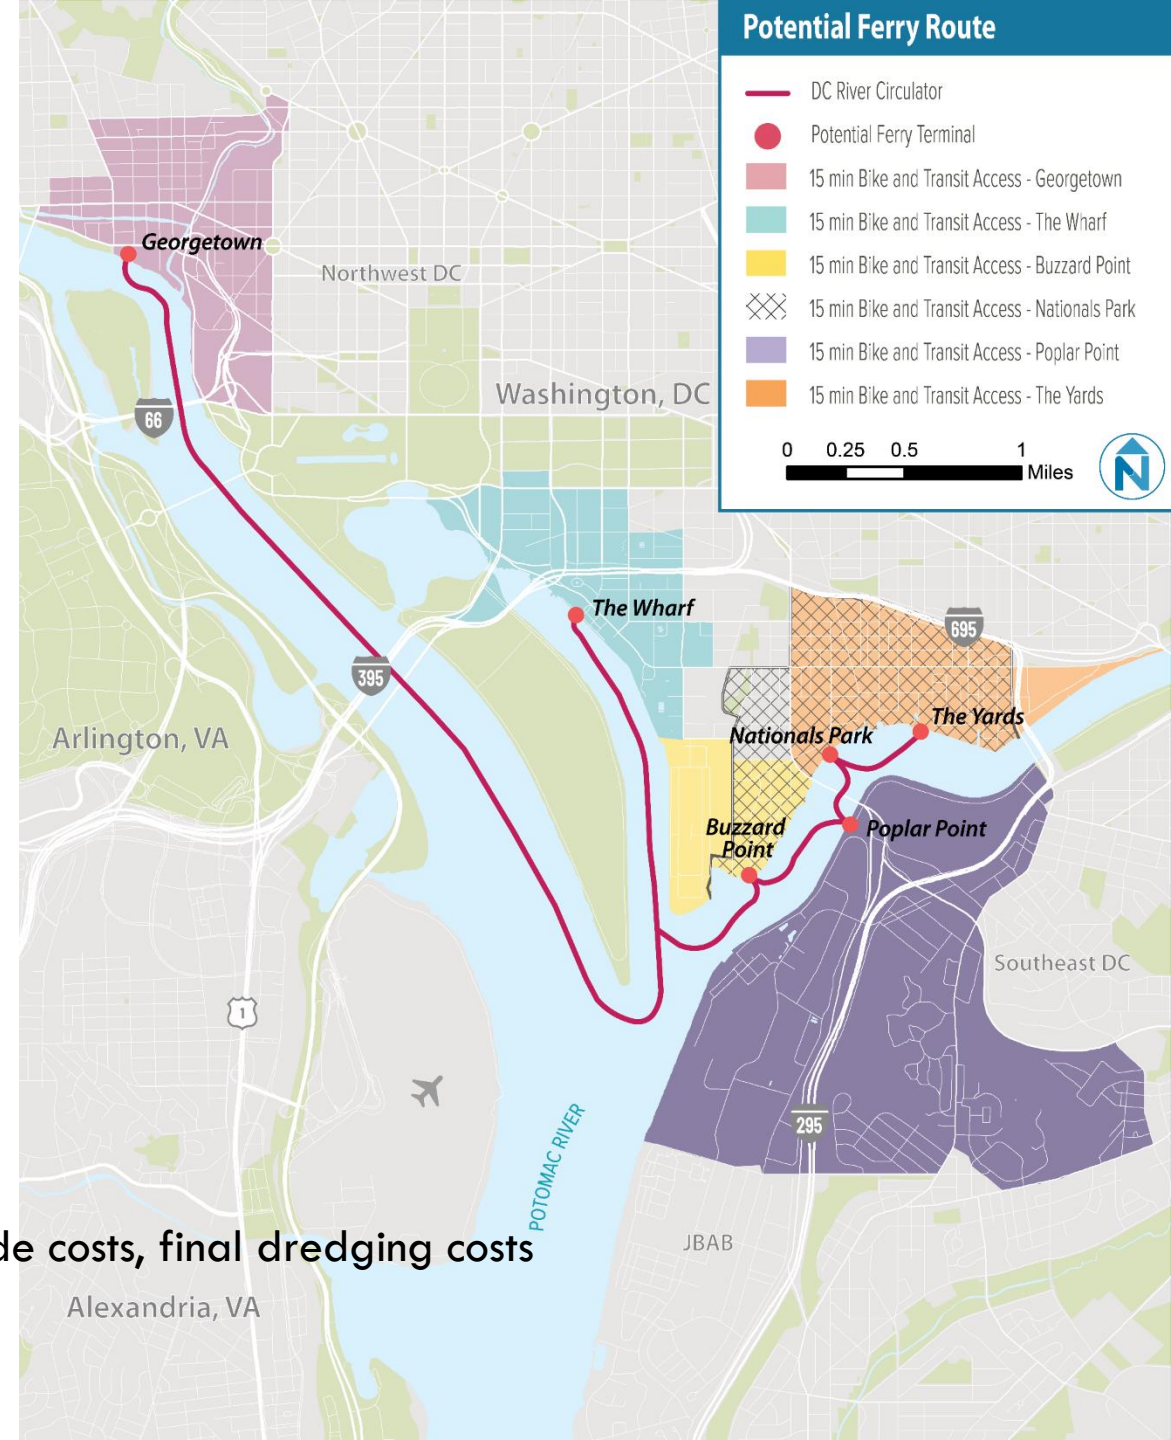 Potential Ferry Route
DC River Circulator
Potential Ferry Terminal
15 min Bike and Transit Access - Georgetown
15 min Bike and Transit Access - The Wharf
15 min Bike and Transit Access - Buzzard Point
15 min Bike and Transit Access - Nationals Park
15 min Bike and Transit Access - Poplar Point
15 min Bike and Transit Access - The Yards
0 0.25 0.5 1
Miles
N
Georgetown
Northwest DC
Washington, DC
66
The Wharf
695
395
Arlington, VA
The Yards
Nationals Park
Buzzard
Point
Poplar Point
Southeast DC
1
295
POTOMAC RIVER
JBAB
de costs, final dredging costs
Alexandria, VA